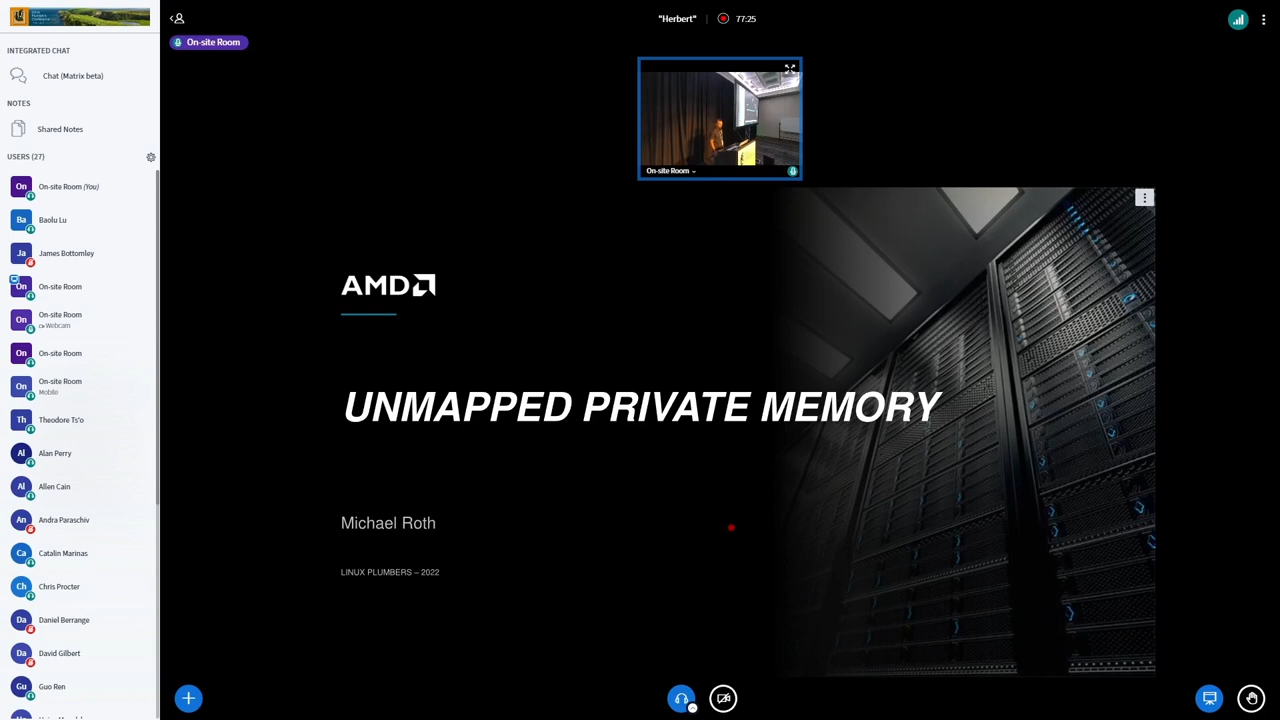 INTEGRATED CHAT
Chat (Matrix beta)
NOTES
Shared Notes
USERS (27)
On
On-site Room (You)
Ba
Baolu Lu
Ja
James Bottomley
On
On-site Room
On
On-site Room
Webcam
On
On-site Room
On
On-site Room
Mobile
Th
Theodore Ts'o
Al
Alan Perry
Al
Allen Cain
An
Andra Paraschiv
Ca
Catalin Marinas
Ch
Chris Procter
Da
Daniel Berrange
Da
David Gilbert
Gu
Guo Ren
"Herbert"
77:25
On-site Room
On-site Room
AMD
UNMAPPED PRIVATE MEMORY
Michael Roth
LINUX PLUMBERS – 2022